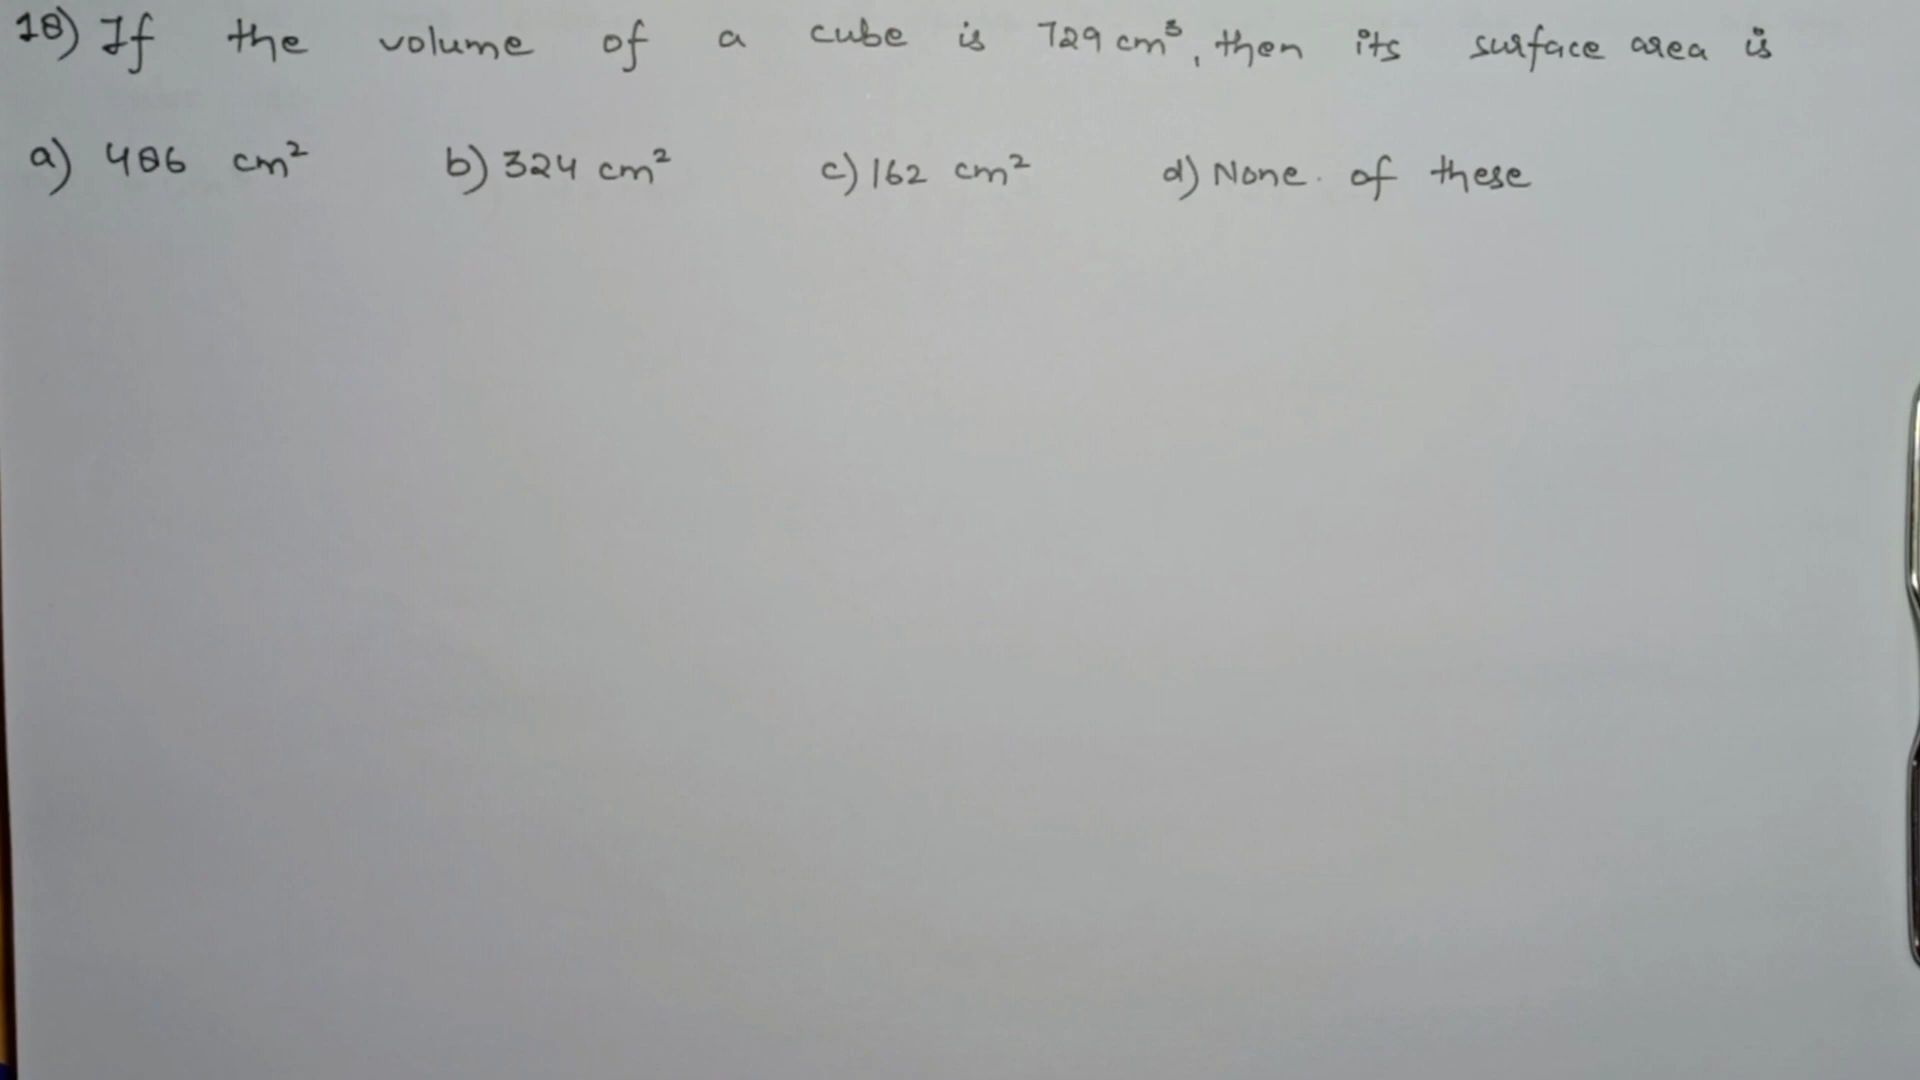 18) If the volume of a cube is 729 cm³, then its surface area is
a) 486 cm² b) 324 cm² c) 162 cm² d) None of these